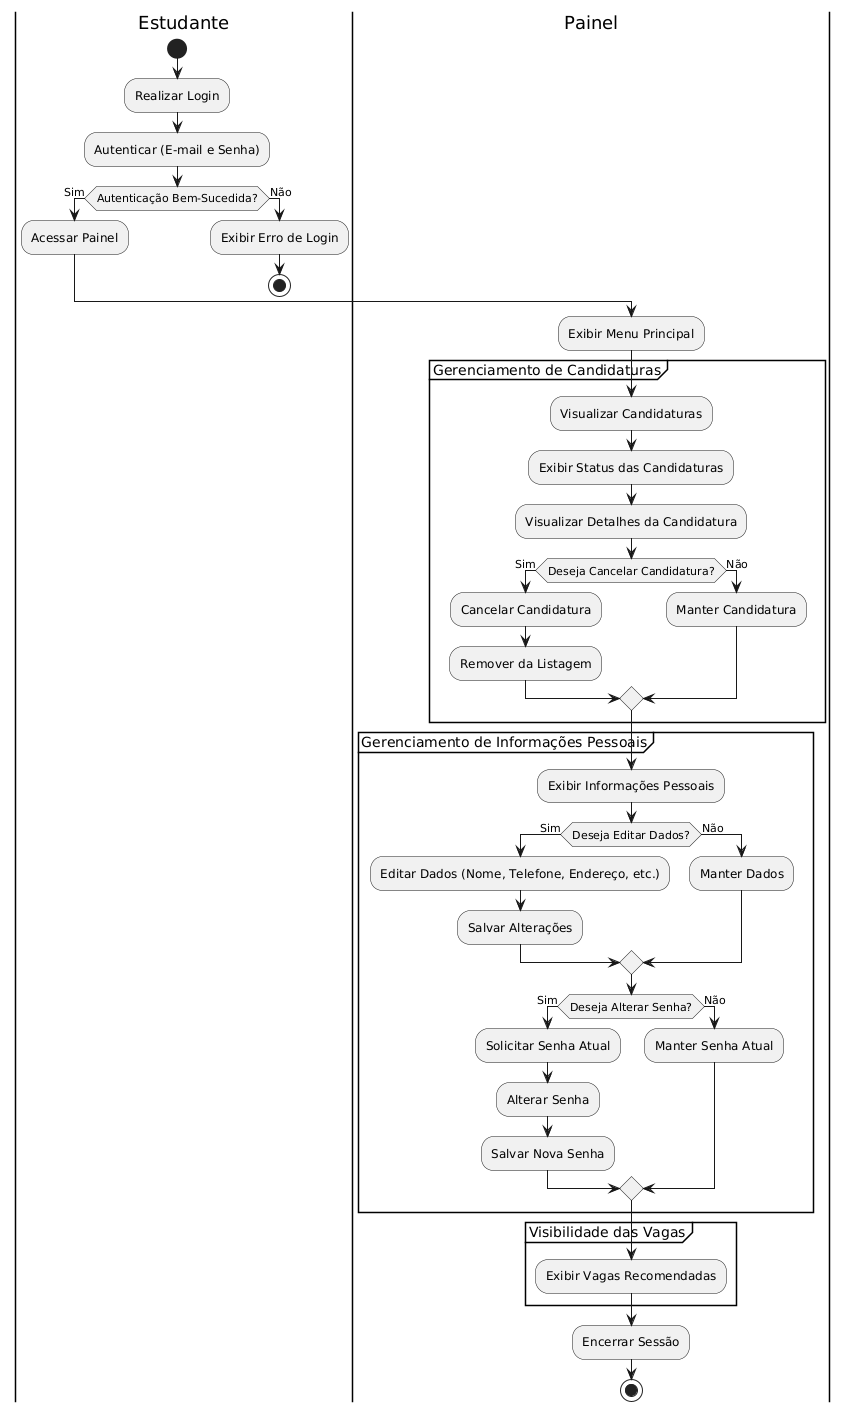 Estudante
Painel
Realizar Login
Autenticar (E-mail e Senha)
Sim
Autenticação Bem-Sucedida?
Não
Acessar Painel
Exibir Erro de Login
Exibir Menu Principal
Gerenciamento de Candidaturas
Visualizar Candidaturas
Exibir Status das Candidaturas
Visualizar Detalhes da Candidatura
Sim
Deseja Cancelar Candidatura?
Não
Cancelar Candidatura
Manter Candidatura
Remover da Listagem
Gerenciamento de Informações Pessoais
Exibir Informações Pessoais
Sim
Deseja Editar Dados?
Não
Editar Dados (Nome, Telefone, Endereço, etc.)
Manter Dados
Salvar Alterações
Sim
Deseja Alterar Senha?
Não
Solicitar Senha Atual
Manter Senha Atual
Alterar Senha
Salvar Nova Senha
Visibilidade das Vagas
Exibir Vagas Recomendadas
Encerrar Sessão